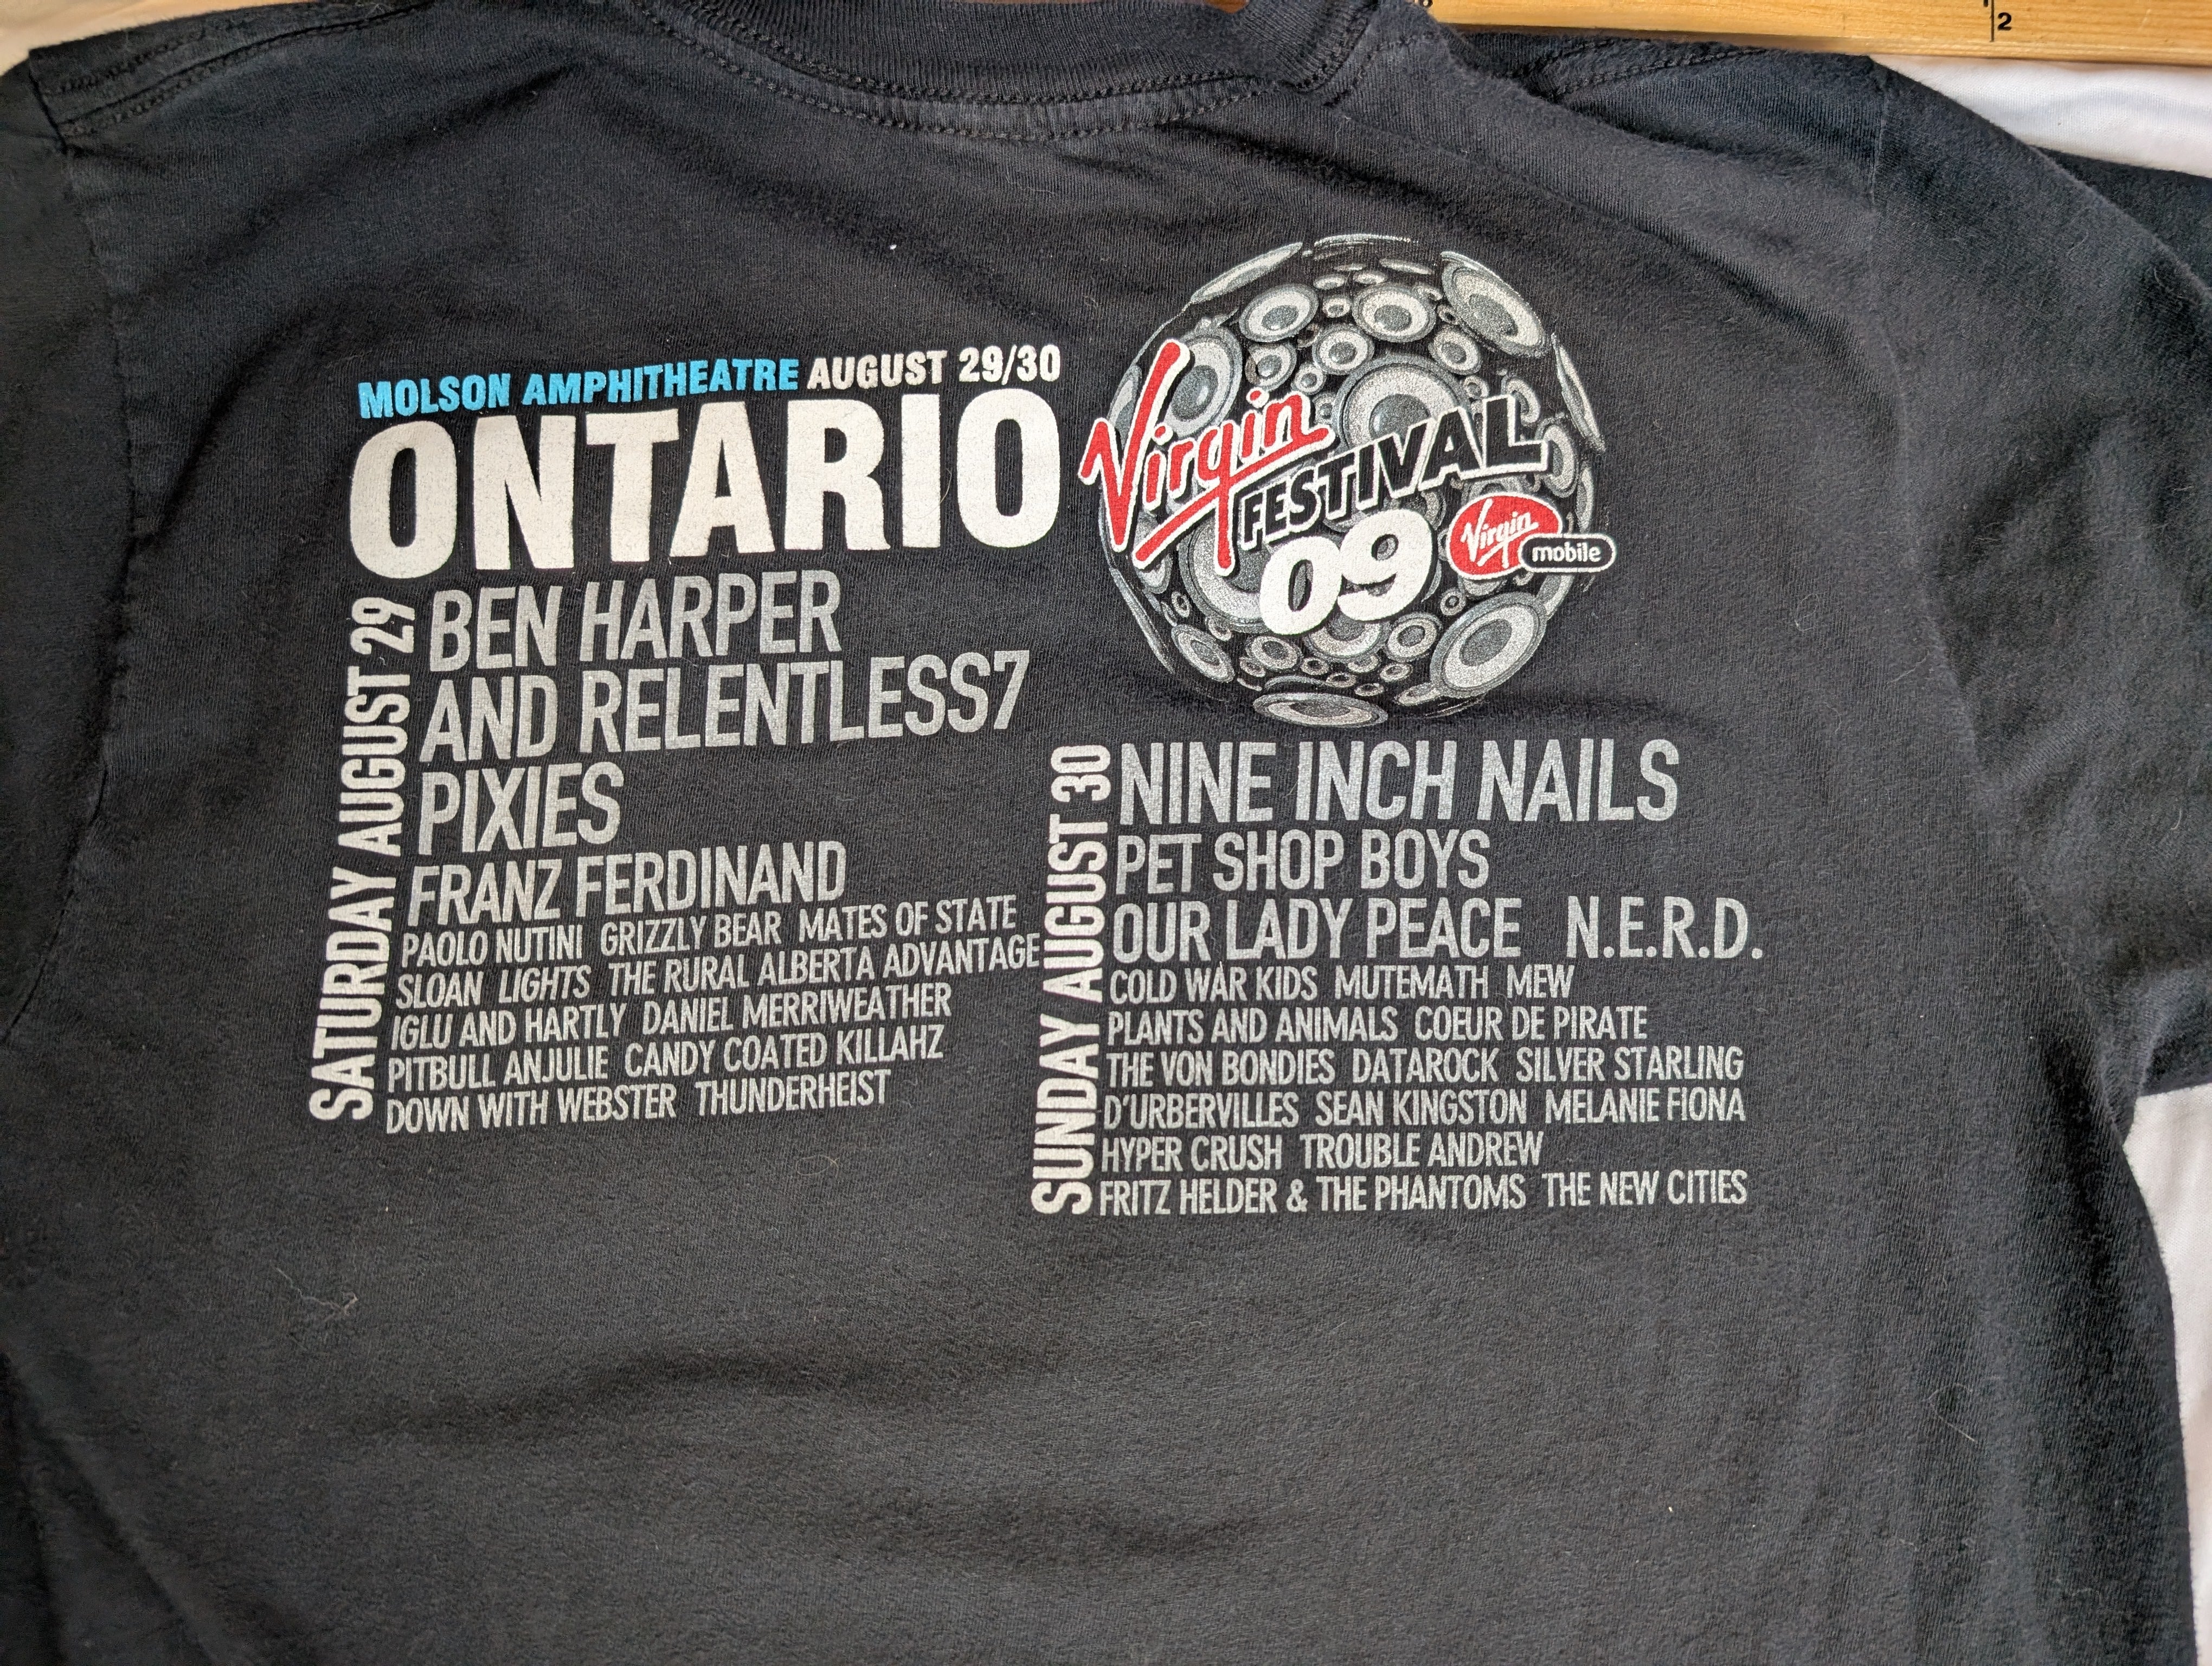 2
MOLSON AMPHITHEATRE AUGUST 29/30
ONTARIO
Virgin
FESTIVAL
09
Virgin
mobile
SATURDAY AUGUST 29
BEN HARPER
AND RELENTLESS7
PIXIES
FRANZ FERDINAND
PAOLO NUTINI GRIZZLY BEAR MATES OF STATE
SLOAN LIGHTS THE RURAL ALBERTA ADVANTAGE
IGLU AND HARTLY DANIEL MERRIWEATHER
PITBULL ANJULIE CANDY COATED KILLAHZ
DOWN WITH WEBSTER THUNDERHEIST
SUNDAY AUGUST 30
NINE INCH NAILS
PET SHOP BOYS
OUR LADY PEACE N.E.R.D.
COLD WAR KIDS MUTEMATH MEW
PLANTS AND ANIMALS COEUR DE PIRATE
THE VON BONDIES DATAROCK SILVER STARLING
D'URBERVILLES SEAN KINGSTON MELANIE FIONA
HYPER CRUSH TROUBLE ANDREW
FRITZ HELDER & THE PHANTOMS THE NEW CITIES